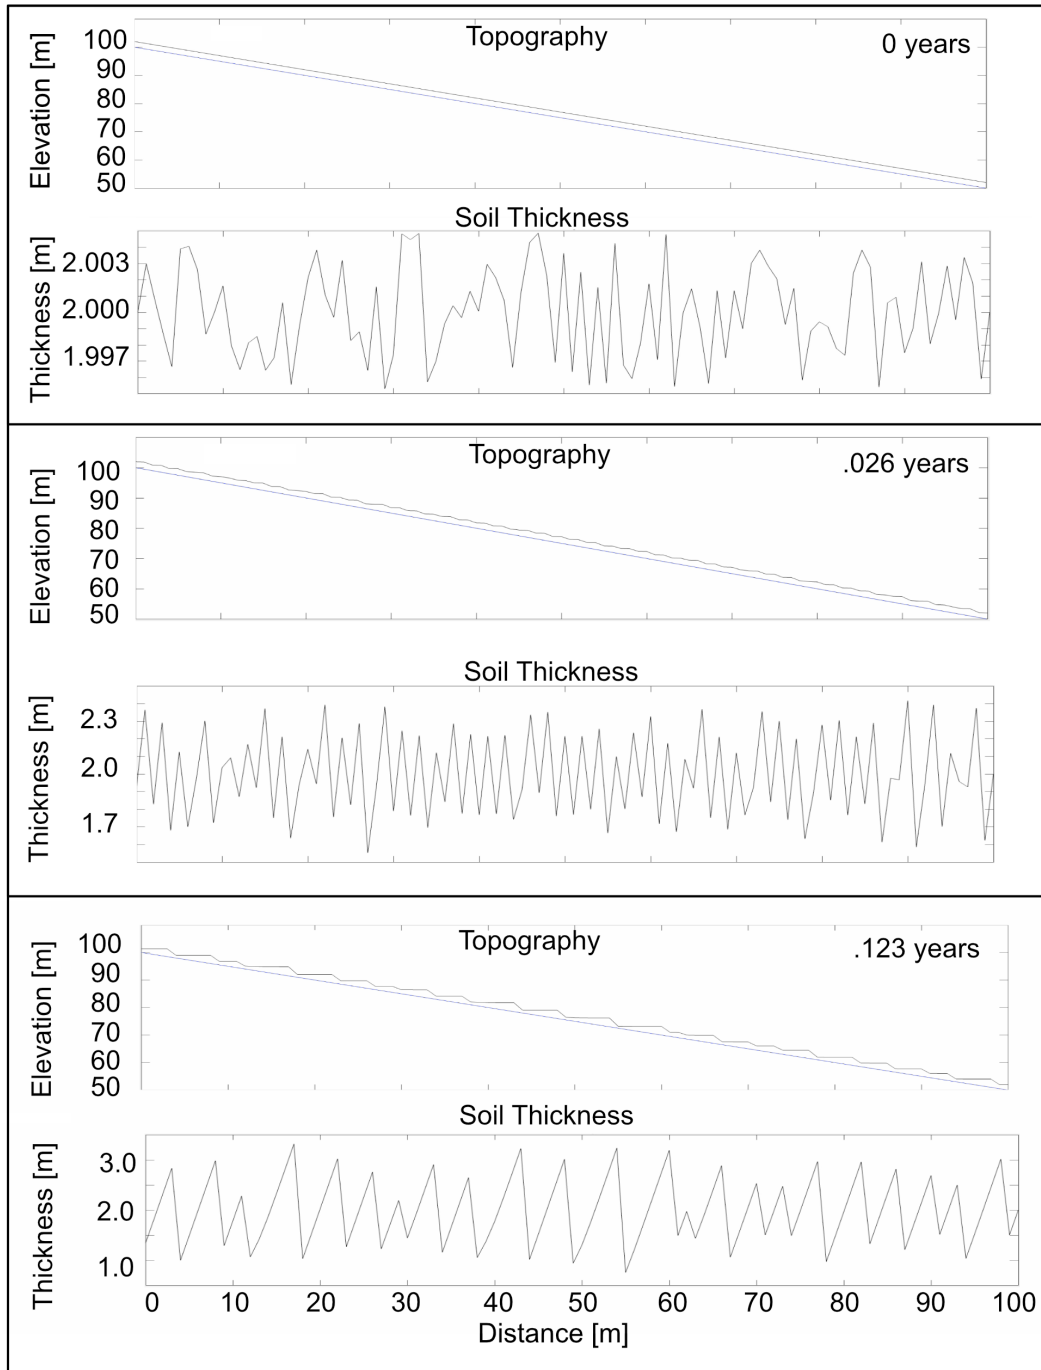 Topography
0 years
Elevation [m]
100
90
80
70
60
50
Soil Thickness
Thickness [m]
2.003
2.000
1.997
Topography
.026 years
Elevation [m]
100
90
80
70
60
50
Soil Thickness
Thickness [m]
2.3
2.0
1.7
Topography
.123 years
Elevation [m]
100
90
80
70
60
50
Soil Thickness
Thickness [m]
3.0
2.0
1.0
0 10 20 30 40 50 60 70 80 90 100
Distance [m]